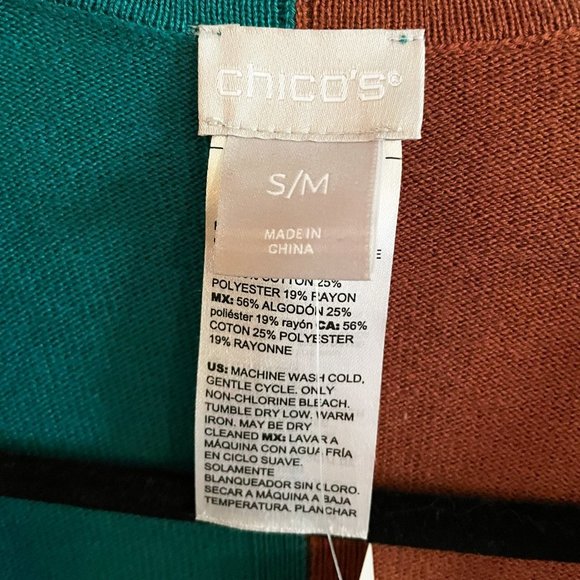 chico's®
S/M
MADE IN
CHINA
COTTON 25%
POLYESTER 19% RAYON
MX: 56% ALGODÓN 25%
poliéster 19% rayón CA: 56%
COTON 25% POLYESTER
19% RAYONNE
US: MACHINE WASH COLD,
GENTLE CYCLE. ONLY
NON-CHLORINE BLEACH.
TUMBLE DRY LOW. WARM
IRON. MAY BE DRY
CLEANED MX: LAVAR A
MÁQUINA CON AGUA FRÍA
EN CICLO SUAVE.
SOLAMENTE
BLANQUEADOR SIN CLORO.
SECAR A MÁQUINA A BAJA
TEMPERATURA. PLANCHAR